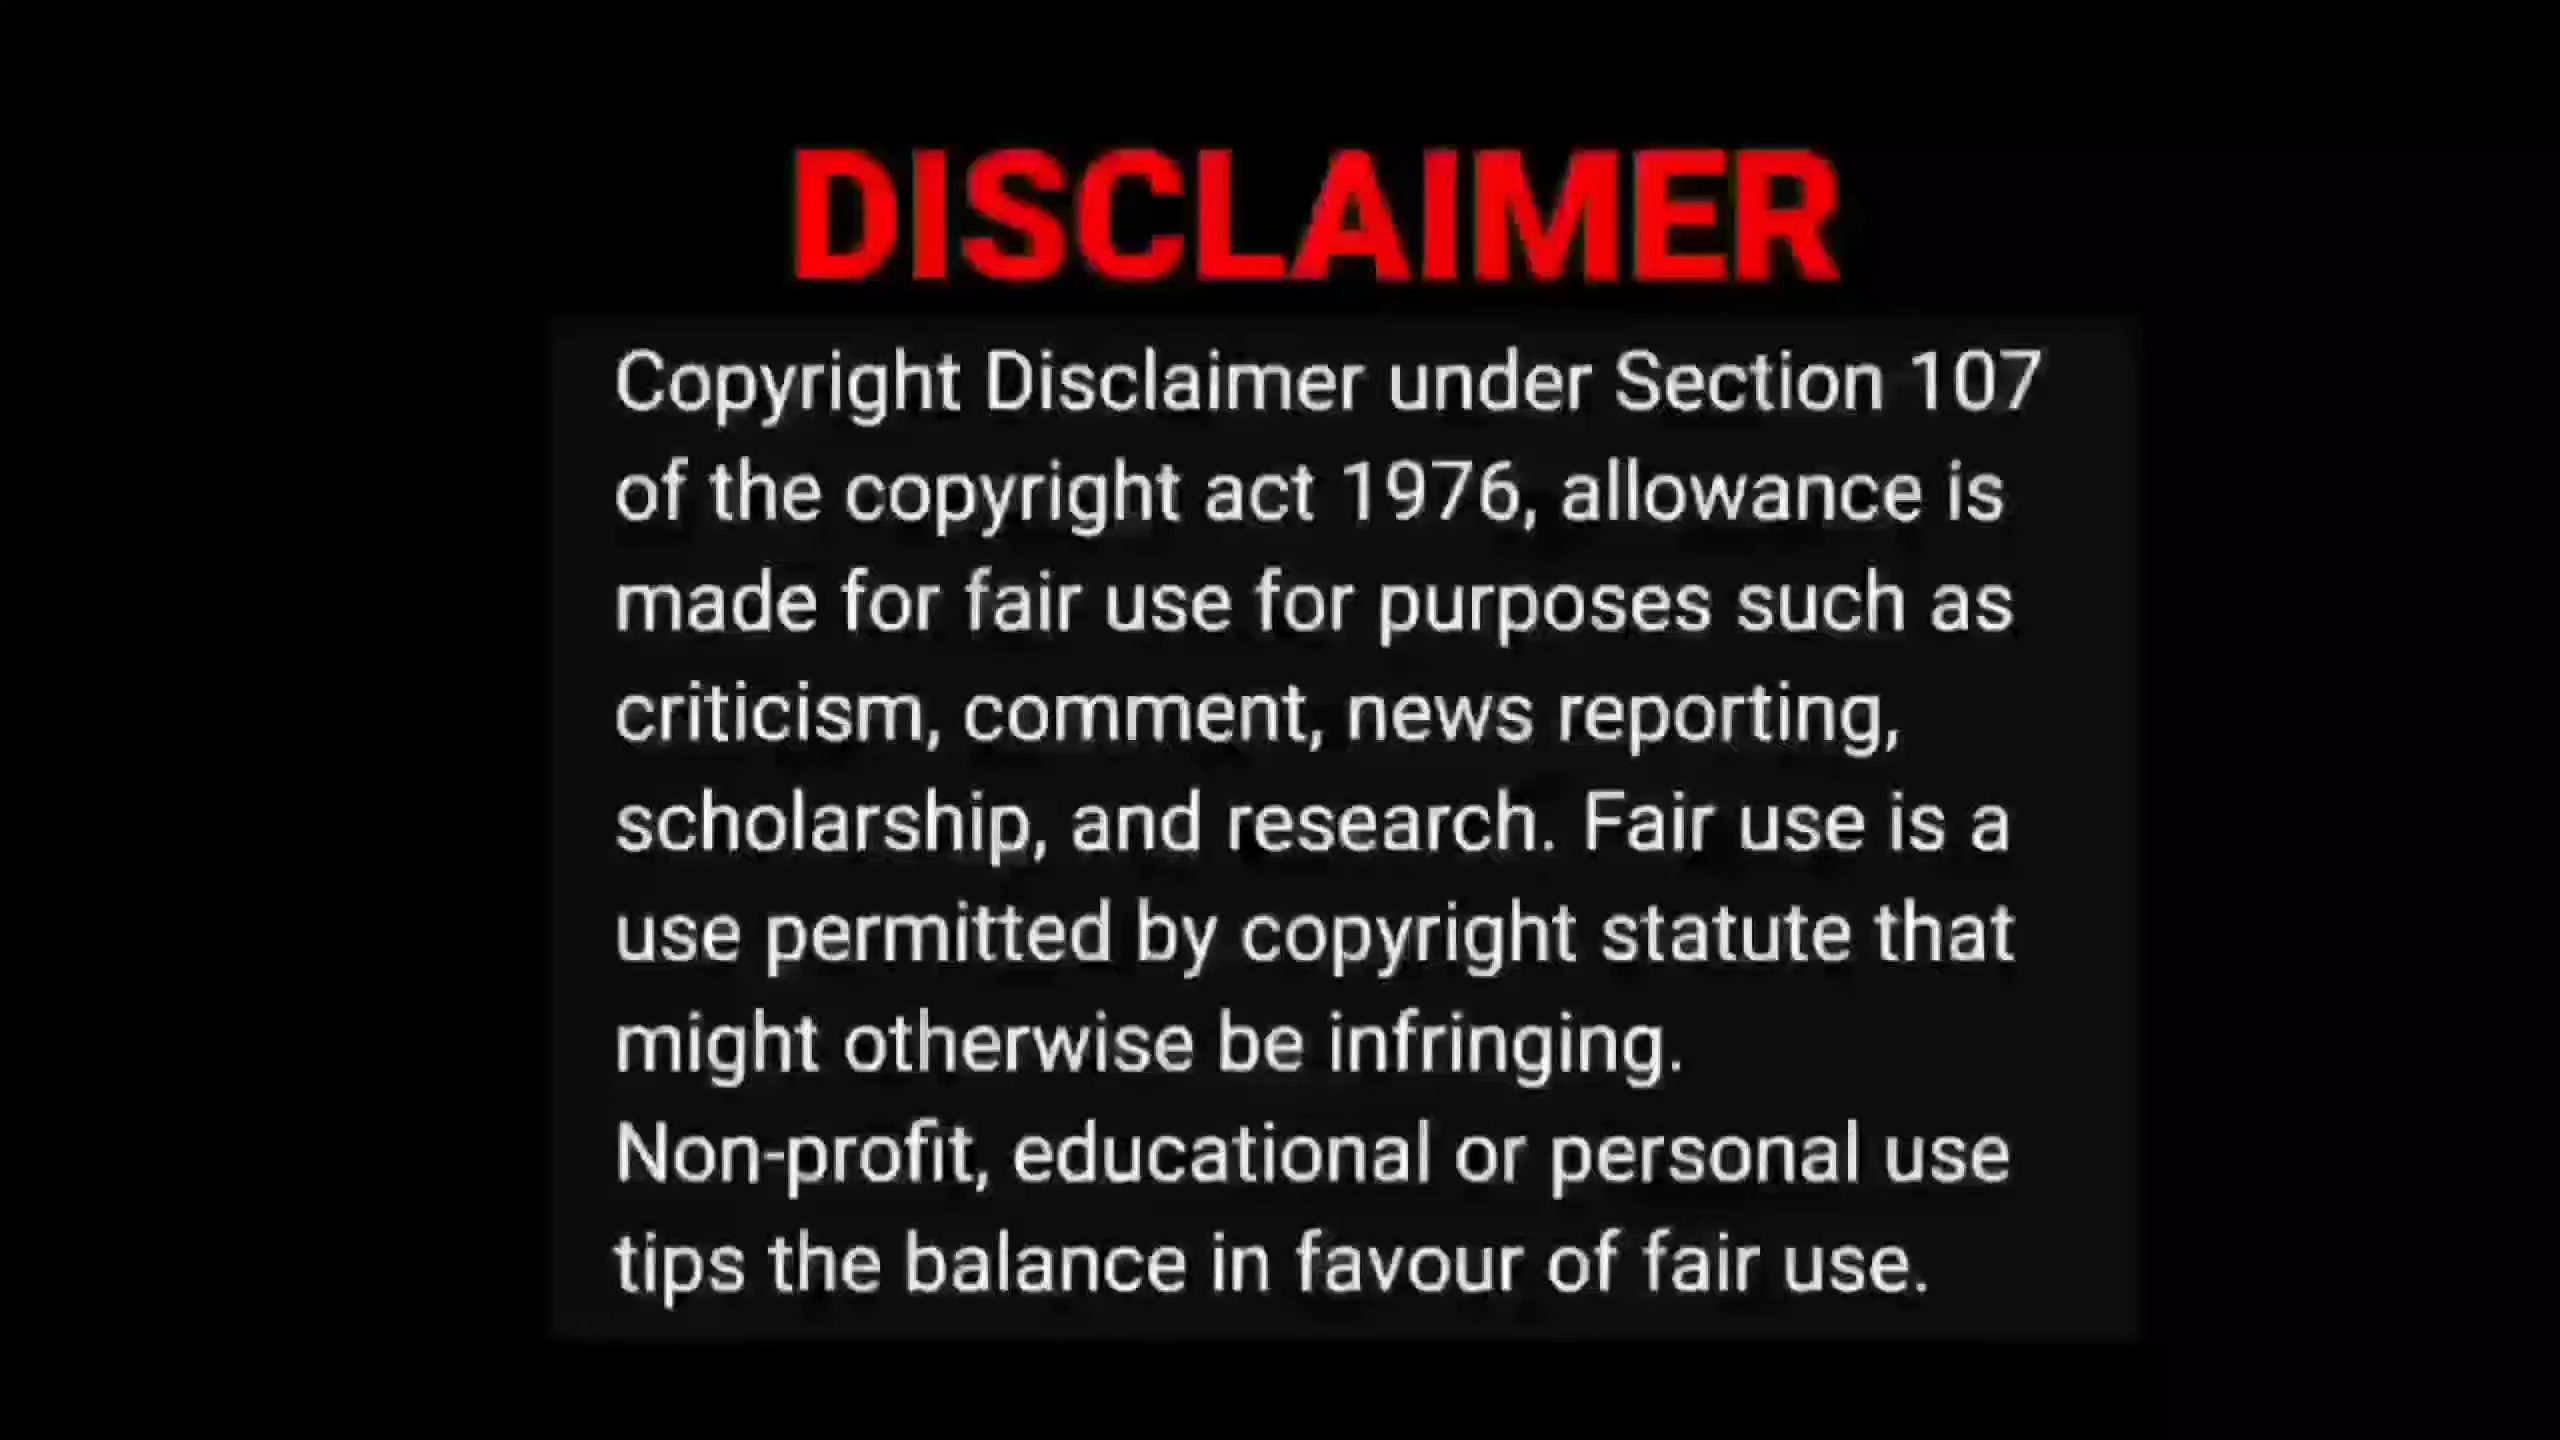 DISCLAIMER
Copyright Disclaimer under Section 107
of the copyright act 1976, allowance is
made for fair use for purposes such as
criticism, comment, news reporting,
scholarship, and research. Fair use is a
use permitted by copyright statute that
might otherwise be infringing.
Non-profit, educational or personal use
tips the balance in favour of fair use.